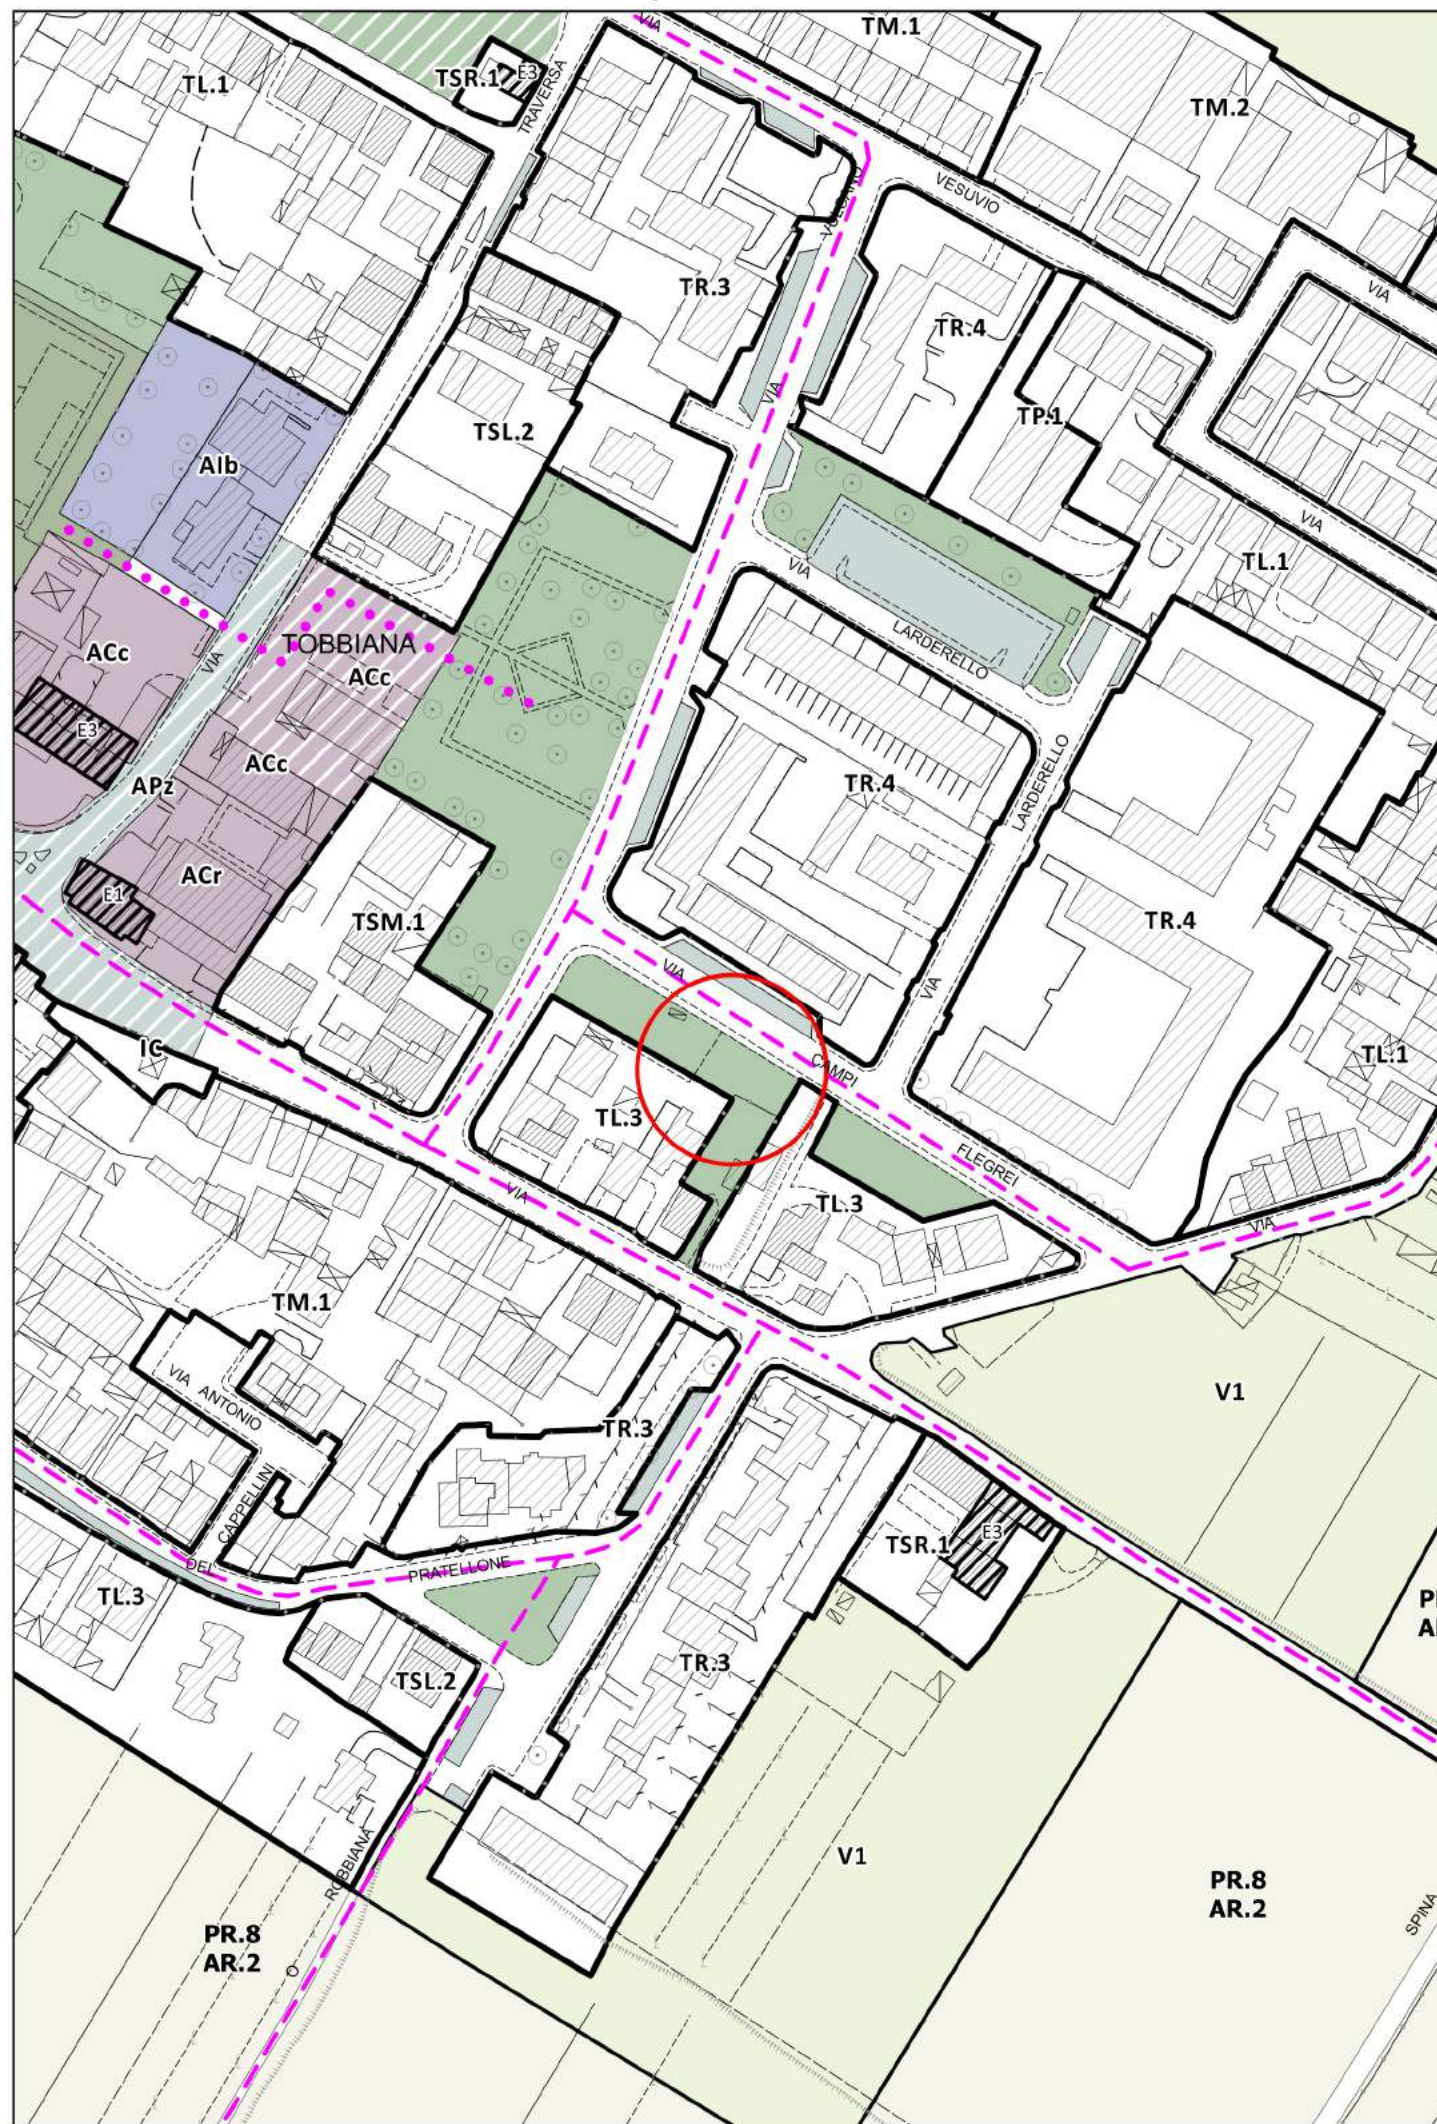 VIA
TM.1
TL.1
TSR.1
E3
TRAVERSA
TM.2
VULCANO
VESUVIO
TR.3
VIA
TR.4
VIA
TP.1
TSL.2
AIb
VIA
TL.1
VIA
LARDERELLO
TOBBIANA
ACc
ACc
VIA
E3
ACc
APz
TR.4
LARDERELLO
ACr
E1
TSM.1
TR.4
VIA
VIA
IC
CAMPI
TL.1
TL.3
FLEGREI
VIA
TL.3
VIA
TM.1
VIA ANTONIO
V1
TR.3
CAPPELLINI
E3
TSR.1
DEL
PRATELLONE
TL.3
TR.3
TSL.2
ROBBIANA
V1
PR.8
AR.2
SPINA
PR.8
AR.2
O